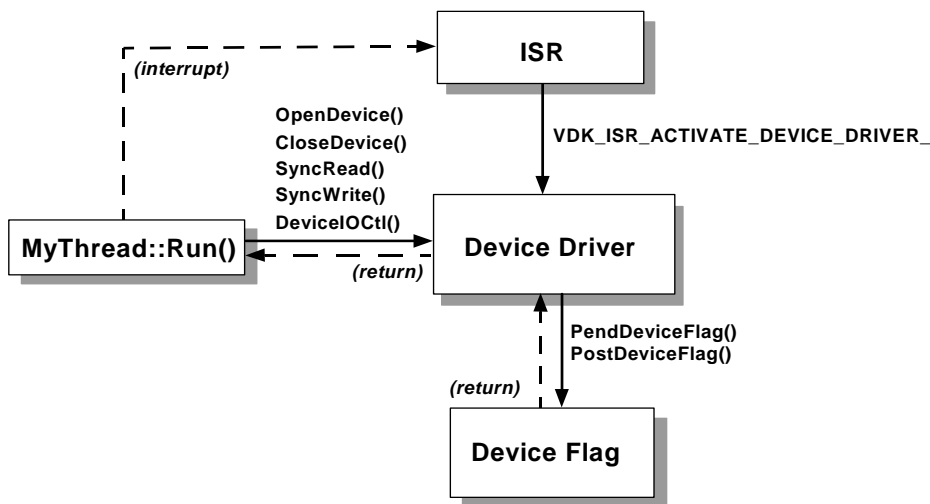 ISR
(interrupt)
OpenDevice()
CloseDevice()
SyncRead()
SyncWrite()
DeviceIOCtl()
VDK_ISR_ACTIVATE_DEVICE_DRIVER_
MyThread::Run()
Device Driver
(return)
PendDeviceFlag()
PostDeviceFlag()
(return)
Device Flag